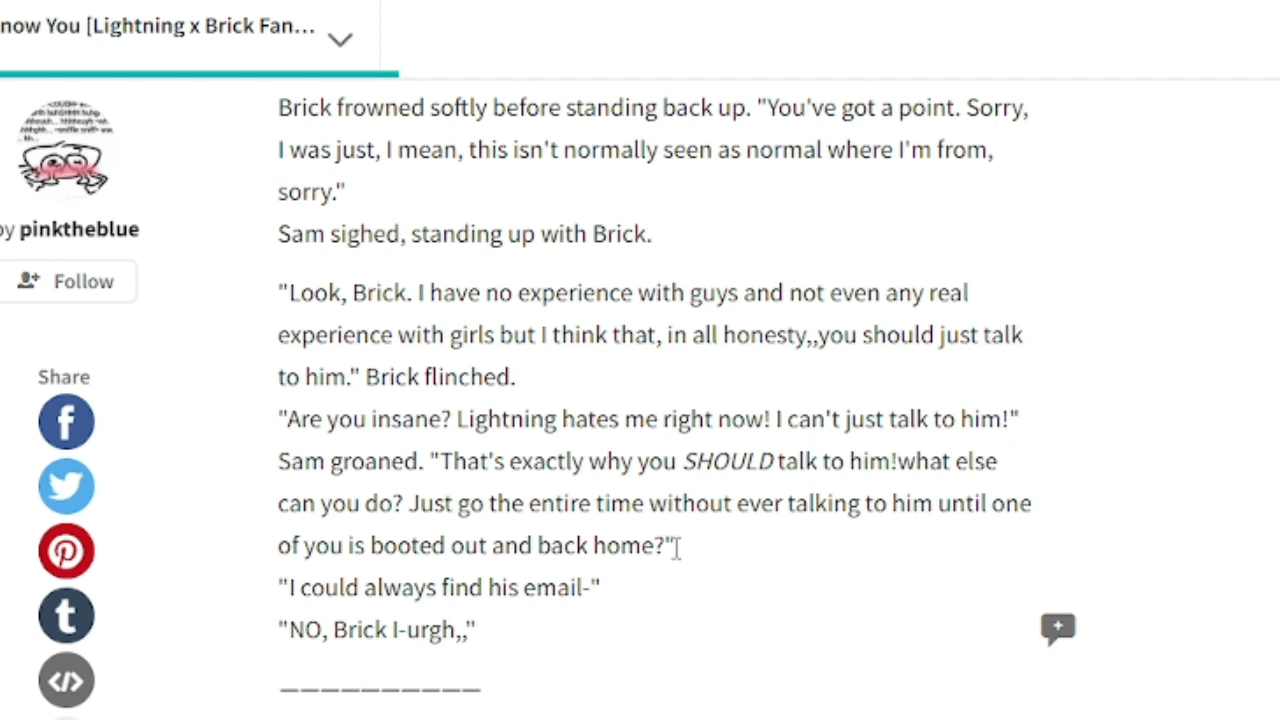 now You [Lightning x Brick Fan...
Brick frowned softly before standing back up. "You've got a point. Sorry,
I was just, I mean, this isn't normally seen as normal where I'm from,
sorry."
Sam sighed, standing up with Brick.
by pinktheblue
Follow
"Look, Brick. I have no experience with guys and not even any real
experience with girls but I think that, in all honesty,,you should just talk
to him." Brick flinched.
Share
"Are you insane? Lightning hates me right now! I can't just talk to him!"
Sam groaned. "That's exactly why you SHOULD talk to him!what else
can you do? Just go the entire time without ever talking to him until one
of you is booted out and back home?"
"I could always find his email-"
"NO, Brick I-urgh,,"
——————————